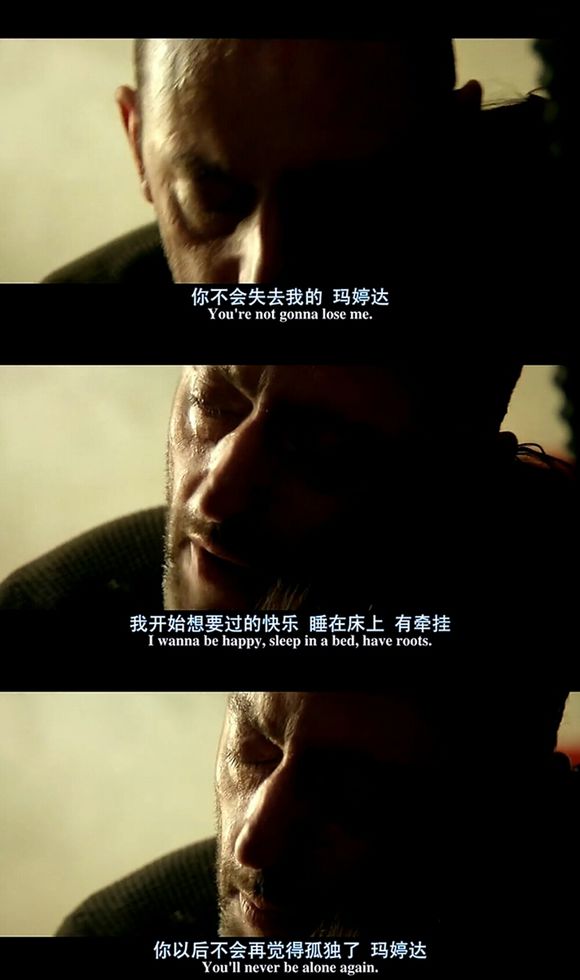 你不会失去我的 玛婷达
You're not gonna lose me.
我开始想要过的快乐 睡在床上 有牵挂
I wanna be happy, sleep in a bed, have roots.
你以后不会再觉得孤独了 玛婷达
You'll never be alone again.